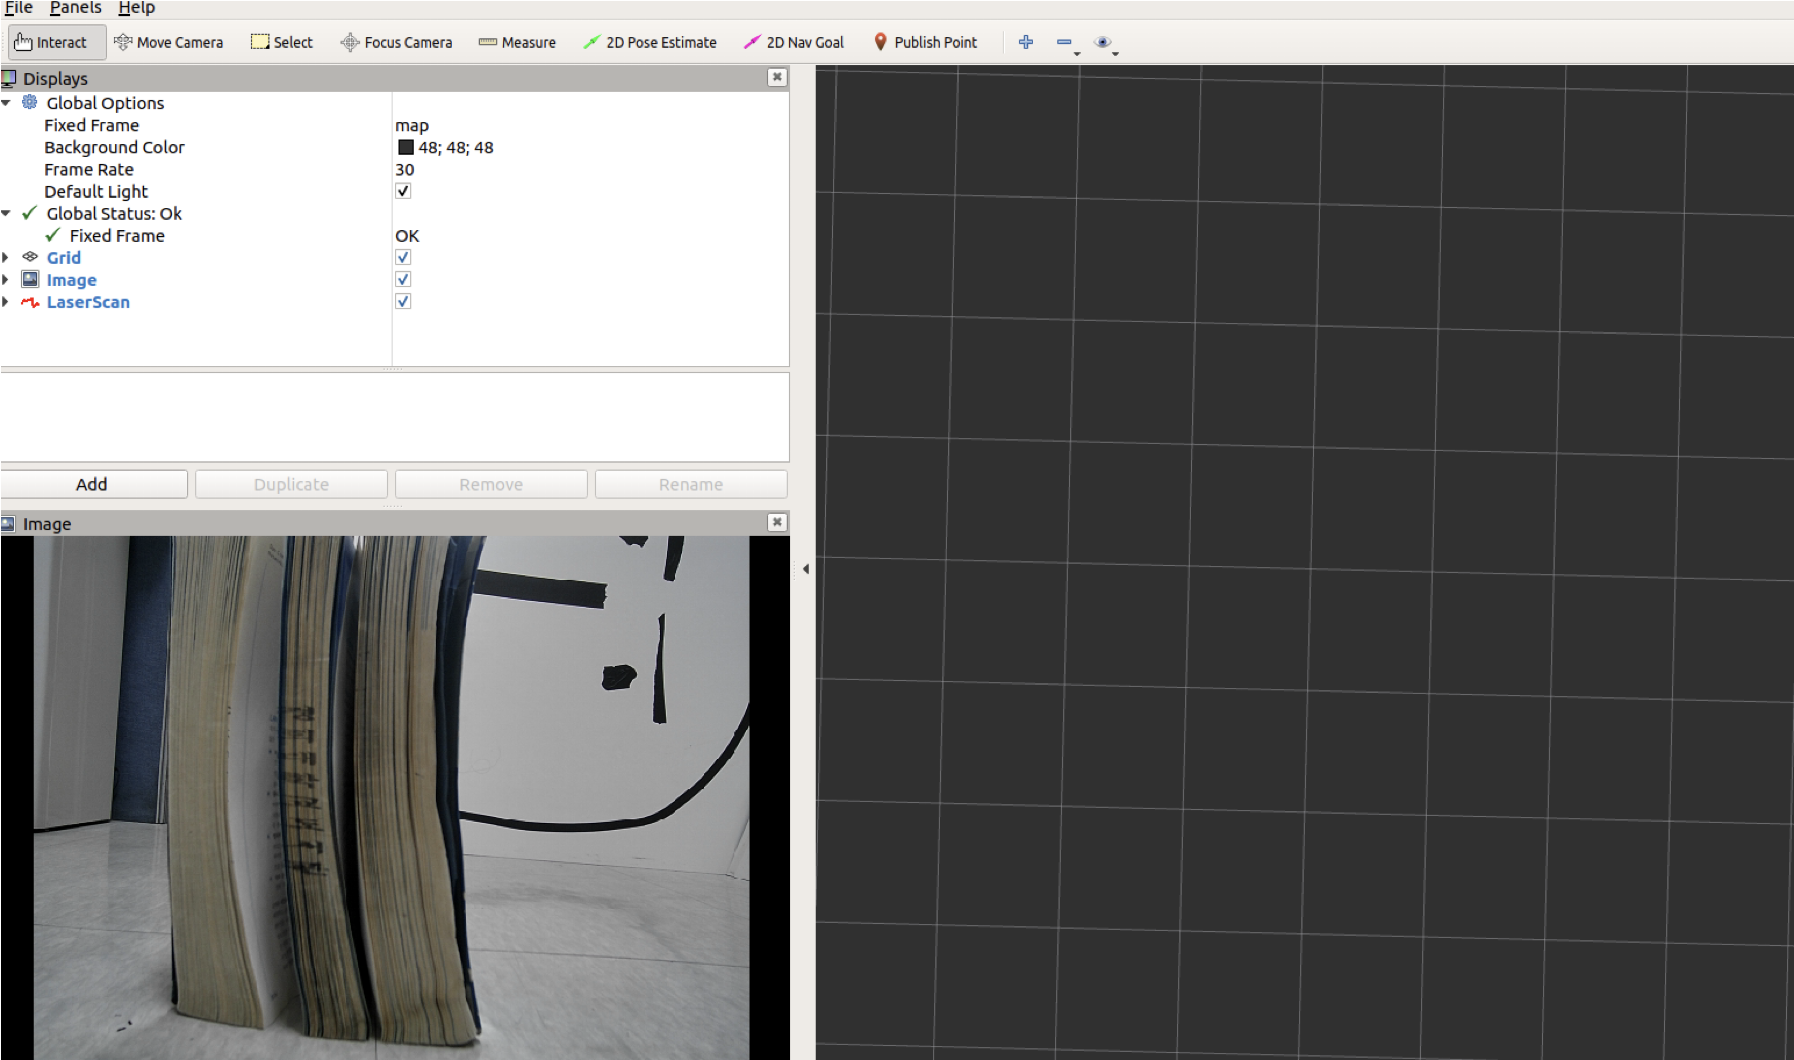 File Panels Help
Interact Move Camera Select Focus Camera Measure 2D Pose Estimate 2D Nav Goal Publish Point
Displays
Global Options
Fixed Frame map
Background Color 48; 48; 48
Frame Rate 30
Default Light
Global Status: Ok
Fixed Frame OK
Grid
Image
LaserScan
Add Duplicate Remove Rename
Image